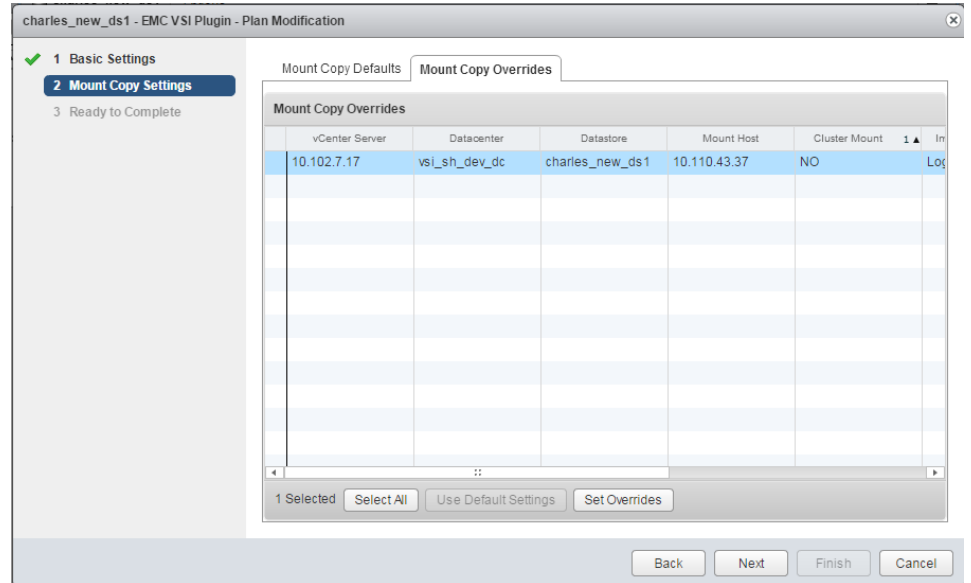 charles_new_ds1 - EMC VSI Plugin - Plan Modification
1 Basic Settings
2 Mount Copy Settings
3 Ready to Complete
Mount Copy Defaults
Mount Copy Overrides
Mount Copy Overrides
vCenter Server Datacenter Datastore Mount Host Cluster Mount 1 ▲ Im
10.102.7.17 vsi_sh_dev_dc charles_new_ds1 10.110.43.37 NO Log
1 Selected Select All Use Default Settings Set Overrides
Back Next Finish Cancel